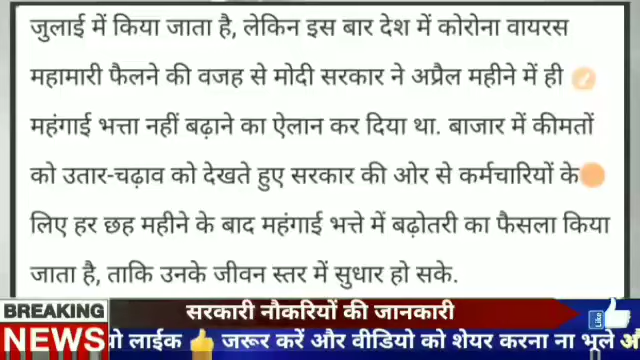 जुलाई में किया जाता है, लेकिन इस बार देश में कोरोना वायरस
महामारी फैलने की वजह से मोदी सरकार ने अप्रैल महीने में ही
महंगाई भत्ता नहीं बढ़ाने का ऐलान कर दिया था. बाजार में कीमतों
को उतार-चढ़ाव को देखते हुए सरकार की ओर से कर्मचारियों के
लिए हर छह महीने के बाद महंगाई भत्ते में बढ़ोतरी का फैसला किया
जाता है, ताकि उनके जीवन स्तर में सुधार हो सके.
BREAKING सरकारी नौकरियों की जानकारी
NEWS लाईक 👍 जरूर करें और वीडियो को शेयर करना ना भूले
Like